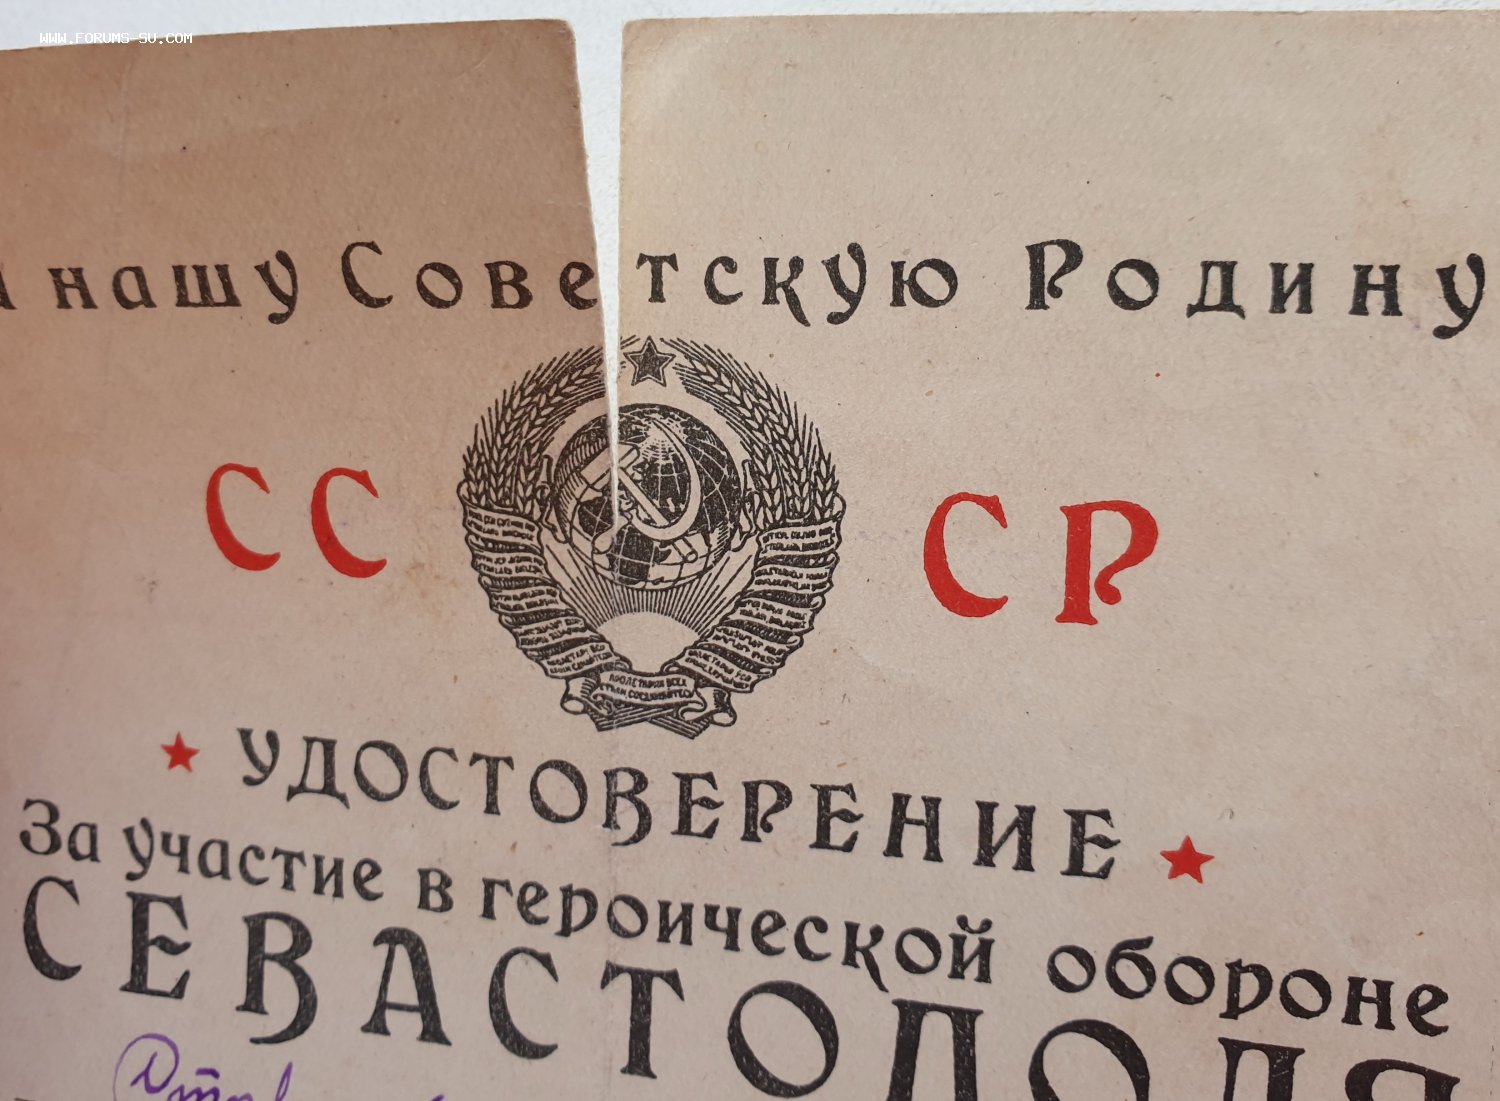 WWW.FORUMS-SU.COM
нашу Советскую Родину
СС СР
УДОСТОВЕРЕНИЕ
За участие в героической обороне
СЕВАСТОПОЛЯ